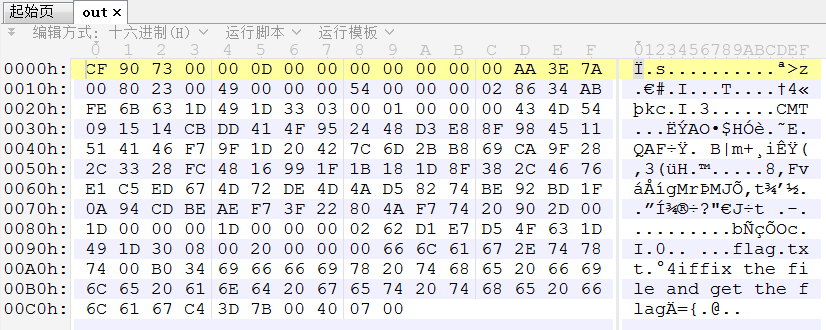 起始页 out ×
编辑方式: 十六进制(H) 运行脚本 运行模板
0 1 2 3 4 5 6 7 8 9 A B C D E F 0123456789ABCDEF
0000h: CF 90 73 00 00 0D 00 00 00 00 00 00 00 AA 3E 7A Ï.s..........ª>z
0010h: 00 80 23 00 49 00 00 00 54 00 00 00 02 86 34 AB .€#.I...T....†4«
0020h: FE 6B 63 1D 49 1D 33 03 00 01 00 00 00 43 4D 54 þkc.I.3......CMT
0030h: 09 15 14 CB DD 41 4F 95 24 48 D3 E8 8F 98 45 11 ...ËÝAO•$HÓè.˜E.
0040h: 51 41 46 F7 9F 1D 20 42 7C 6D 2B B8 69 CA 9F 28 QAF÷Ÿ. B|m+¸iÊŸ(
0050h: 2C 33 28 FC 48 16 99 1F 1B 18 1D 8F 38 2C 46 76 ,3(üH.™.....8,Fv
0060h: E1 C5 ED 67 4D 72 DE 4D 4A D5 82 74 BE 92 BD 1F áÅígMrÞMJÕ‚t¾’½.
0070h: 0A 94 CD BE AE F7 3F 22 80 4A F7 74 20 90 2D 00 .”Í¾®÷?"€J÷t .-.
0080h: 1D 00 00 00 1D 00 00 00 02 62 D1 E7 D5 4F 63 1D .........bÑçÕOc.
0090h: 49 1D 30 08 00 20 00 00 00 66 6C 61 67 2E 74 78 I.0.. ...flag.tx
00A0h: 74 00 B0 34 69 66 66 69 78 20 74 68 65 20 66 69 t.°4iffix the fi
00B0h: 6C 65 20 61 6E 64 20 67 65 74 20 74 68 65 20 66 le and get the f
00C0h: 6C 61 67 C4 3D 7B 00 40 07 00 lagÄ={.@..